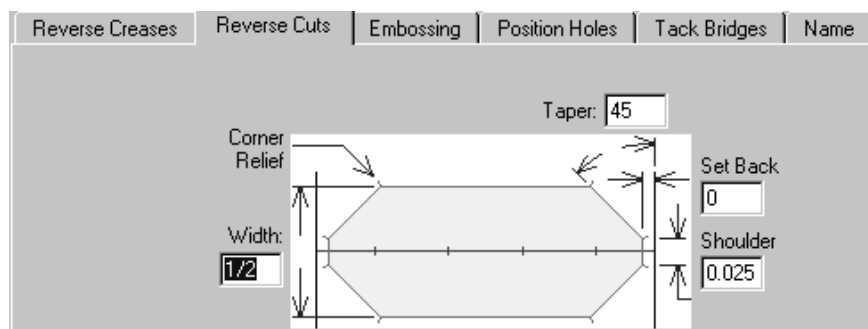 Reverse Creases Reverse Cuts Embossing Position Holes Tack Bridges Name
Taper: 45
Corner
Relief
Set Back
0
Width:
1/2
Shoulder
0.025